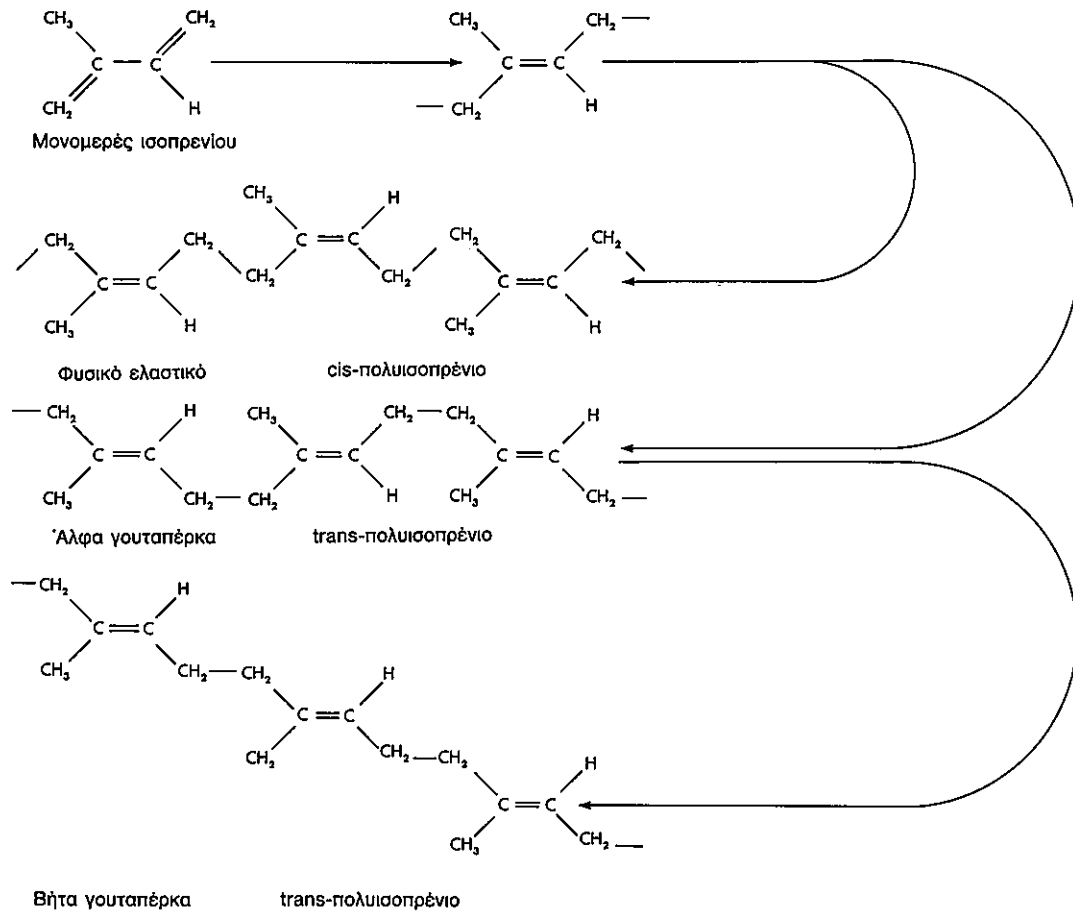 CH₃ CH₂ CH₃ CH₂
C C C C
CH₂ H CH₂ H
Μονομερές ισοπρενίου
CH₃ H
CH₂ CH₂ C C CH₂ CH₂
C C CH₂ CH₂ C C
CH₃ H CH₃ H
Φυσικό ελαστικό cis-πολυισοπρένιο
CH₂ H CH₃ CH₂ CH₂ H
C C C C C C
CH₃ CH₂ CH₂ H CH₃ CH₂
Άλφα γουταπέρκα trans-πολυισοπρένιο
CH₂ H
C C
CH₃ CH₂ CH₂ H
C C
CH₂ CH₂ CH₂ H
C C
CH₃ CH₂
Βήτα γουταπέρκα trans-πολυισοπρένιο